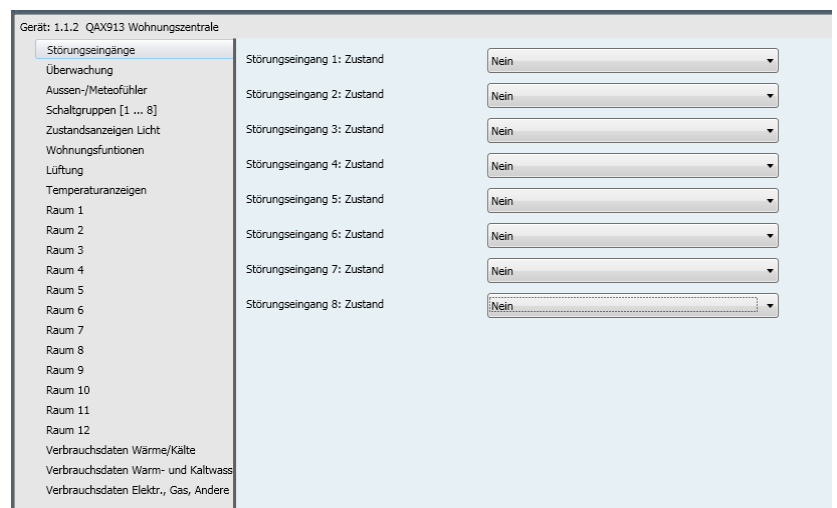 Gerät: 1.1.2 QAX913 Wohnungszentrale
Störungseingänge
Überwachung
Aussen-/Meteofühler
Schaltgruppen [1 ... 8]
Zustandsanzeigen Licht
Wohnungsfuntionen
Lüftung
Temperaturanzeigen
Raum 1
Raum 2
Raum 3
Raum 4
Raum 5
Raum 6
Raum 7
Raum 8
Raum 9
Raum 10
Raum 11
Raum 12
Verbrauchsdaten Wärme/Kälte
Verbrauchsdaten Warm- und Kaltwass
Verbrauchsdaten Elektr., Gas, Andere
Störungseingang 1: Zustand Nein
Störungseingang 2: Zustand Nein
Störungseingang 3: Zustand Nein
Störungseingang 4: Zustand Nein
Störungseingang 5: Zustand Nein
Störungseingang 6: Zustand Nein
Störungseingang 7: Zustand Nein
Störungseingang 8: Zustand Nein